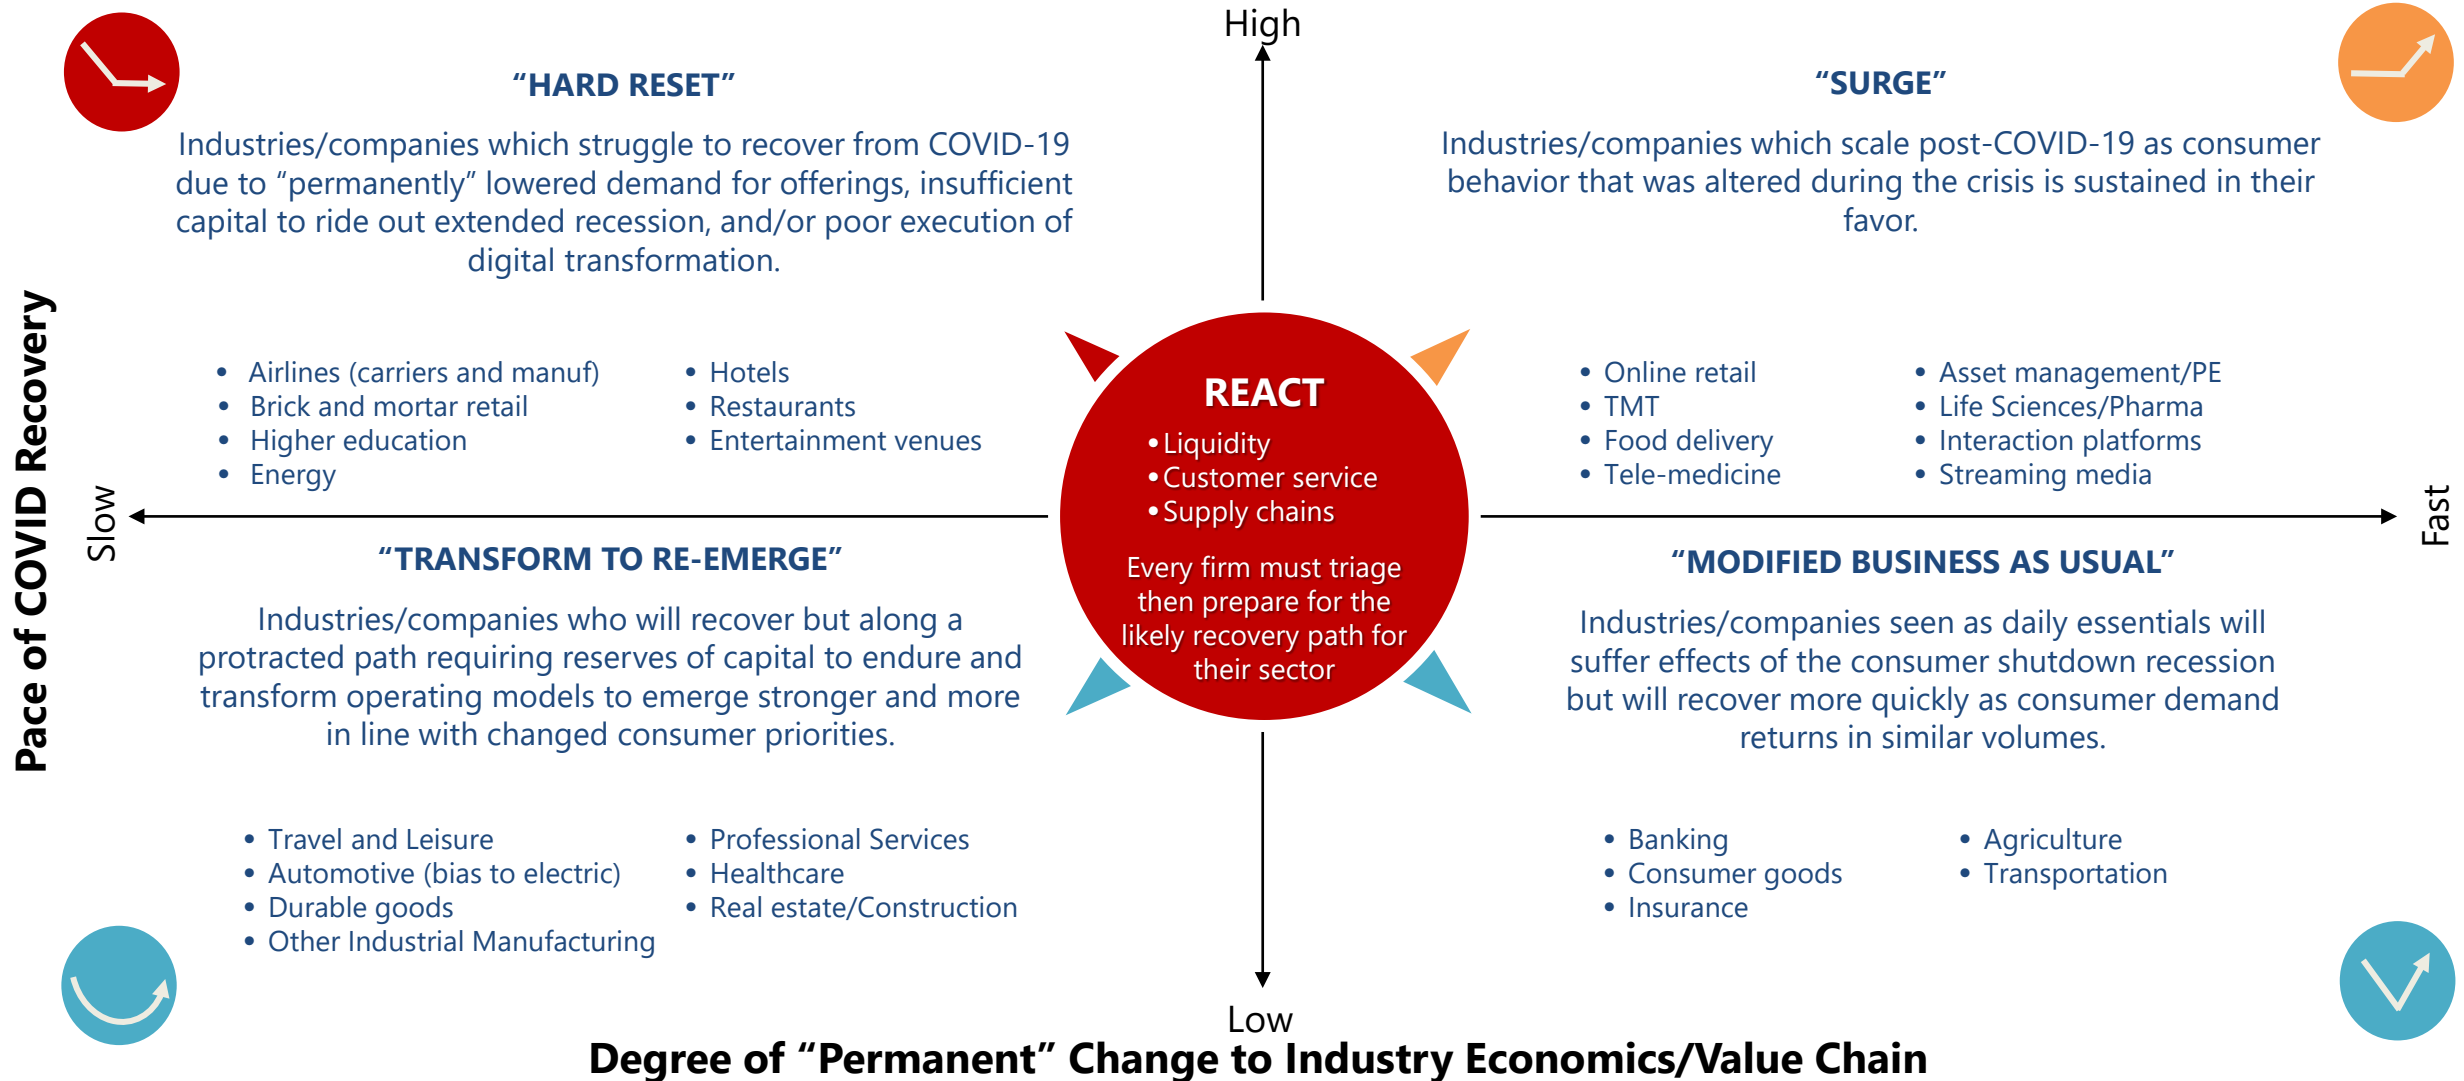 High
“HARD RESET”
Industries/companies which struggle to recover from COVID-19
due to “permanently” lowered demand for offerings, insufficient
capital to ride out extended recession, and/or poor execution of
digital transformation.
• Airlines (carriers and manuf)
• Brick and mortar retail
• Higher education
• Energy
• Hotels
• Restaurants
• Entertainment venues
“SURGE”
Industries/companies which scale post-COVID-19 as consumer
behavior that was altered during the crisis is sustained in their
favor.
• Online retail
• TMT
• Food delivery
• Tele-medicine
• Asset management/PE
• Life Sciences/Pharma
• Interaction platforms
• Streaming media
REACT
• Liquidity
• Customer service
• Supply chains
Every firm must triage
then prepare for the
likely recovery path for
their sector
Pace of COVID Recovery
Slow
Fast
“TRANSFORM TO RE-EMERGE”
Industries/companies who will recover but along a
protracted path requiring reserves of capital to endure and
transform operating models to emerge stronger and more
in line with changed consumer priorities.
• Travel and Leisure
• Automotive (bias to electric)
• Durable goods
• Other Industrial Manufacturing
• Professional Services
• Healthcare
• Real estate/Construction
“MODIFIED BUSINESS AS USUAL”
Industries/companies seen as daily essentials will
suffer effects of the consumer shutdown recession
but will recover more quickly as consumer demand
returns in similar volumes.
• Banking
• Consumer goods
• Insurance
• Agriculture
• Transportation
Low
Degree of “Permanent” Change to Industry Economics/Value Chain